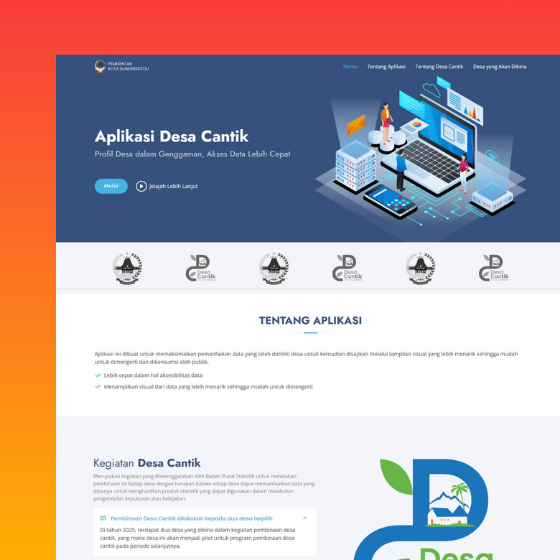 PEMERINTAH
KOTA GUNUNGSITOLI
Home Tentang Aplikasi Tentang Desa Cantik Desa yang Akan Dibina
Aplikasi Desa Cantik
Profil Desa dalam Genggaman, Akses Data Lebih Cepat
Mulai Jelajah Lebih Lanjut
Desa Cantik
Desa Cantik
Desa Cantik
TENTANG APLIKASI
Aplikasi ini dibuat untuk memaksimalkan pemanfaatan data yang telah dimiliki desa untuk kemudian disajikan melalui tampilan visual yang lebih menarik sehingga mudah
untuk dimengerti dan dikonsumsi oleh publik.
Lebih cepat dalam hal aksesibilitas data
Menampilkan visual dari data yang lebih menarik sehingga mudah untuk dimengerti
Kegiatan Desa Cantik
Merupakan kegiatan yang diselenggarakan oleh Badan Pusat Statistik untuk melakukan
pembinaan terhadap desa dengan harapan bahwa setiap desa dapat memanfaatkan data yang
dipunya untuk menghasilkan produk statistik yang dapat digunakan dalam melakukan
pengambilan keputusan atau kebijakan.
01 Pembinaan Desa Cantik dilakukan kepada dua desa terpilih
Di tahun 2025, terdapat dua desa yang dibina dalam kegiatan pembinaan desa
cantik, yang mana desa ini akan menjadi pilot untuk program pembinaan desa
cantik pada periode selanjutnya.
Desa